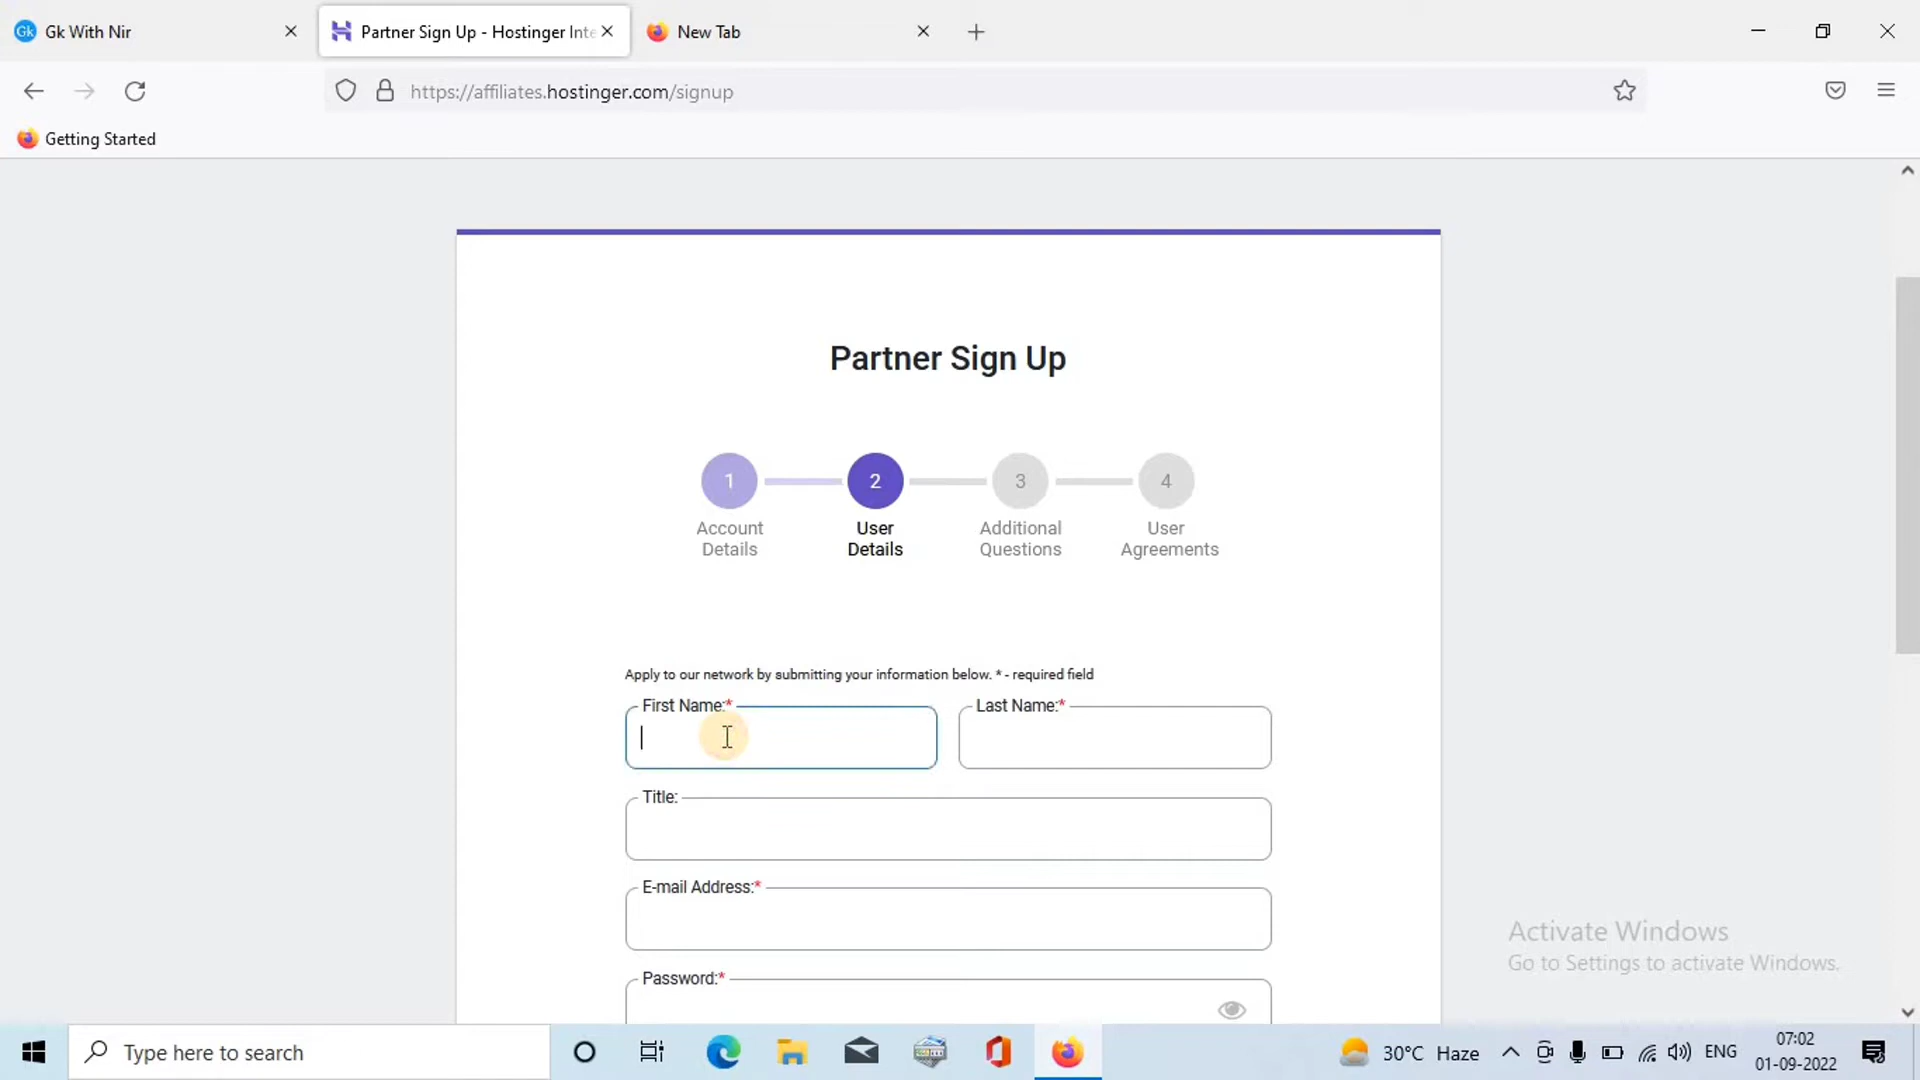 Gk Gk With Nir
Partner Sign Up - Hostinger Inte
New Tab
https://affiliates.hostinger.com/signup
Getting Started
Partner Sign Up
1 2 3 4
Account Details
User Details
Additional Questions
User Agreements
Apply to our network by submitting your information below. * - required field
First Name:*
Last Name:*
Title:
E-mail Address:*
Password:*
Activate Windows
Go to Settings to activate Windows.
Type here to search
30°C Haze
ENG
07:02
01-09-2022